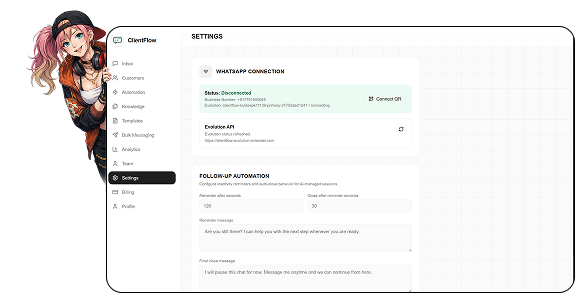 ClientFlow
SETTINGS
Inbox
Customers
Automation
Knowledge
Templates
Bulk Messaging
Analytics
Team
Settings
Billing
Profile
WHATSAPP CONNECTION
Status: Disconnected
Business Number:
Connect QR
Evolution:
connecting
Evolution API
Evolution status refreshed.
FOLLOW-UP AUTOMATION
Configure inactivity reminders and auto-close behavior for AI-managed sessions.
Reminder after seconds
Close after reminder seconds
120
30
Reminder message
Are you still there? I can help you with the next step whenever you are ready.
Final close message
I will pause this chat for now. Message me anytime and we can continue from here.